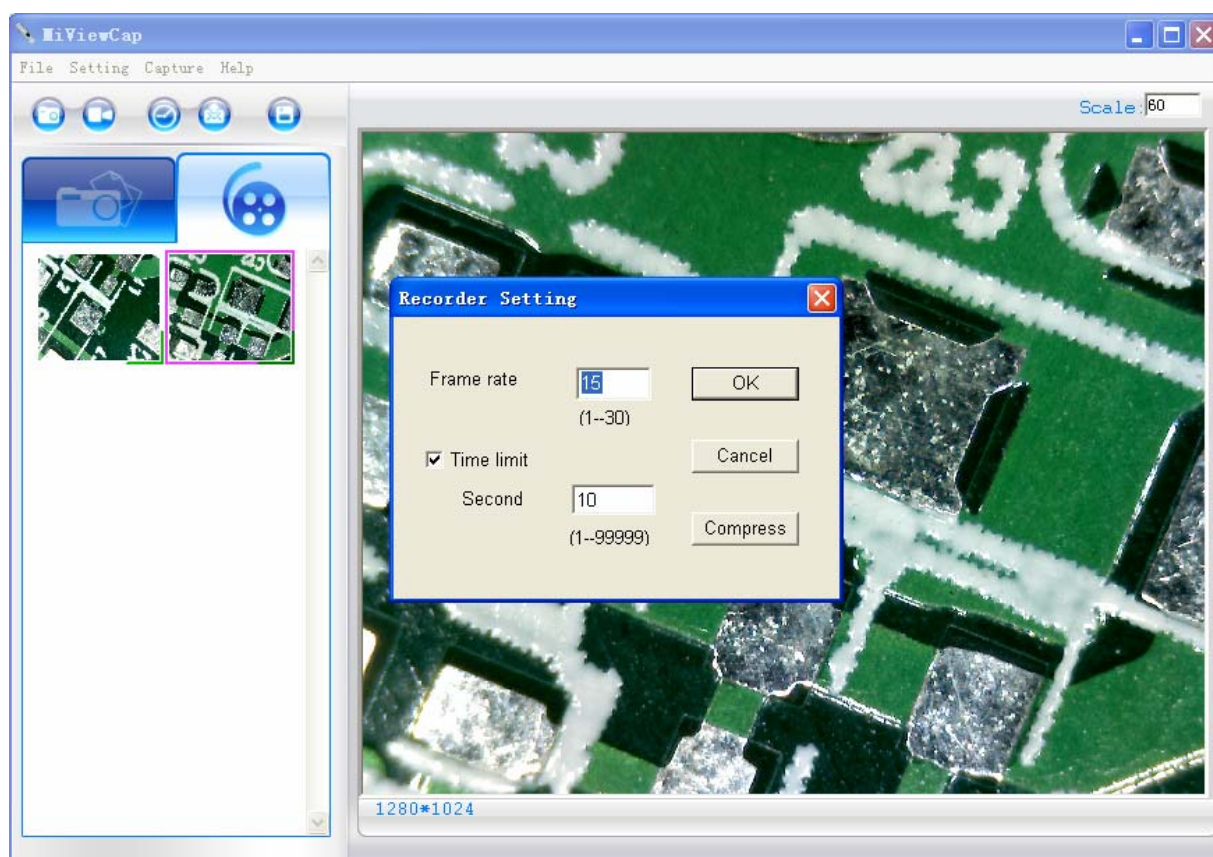 MiViewCap
File Setting Capture Help
Scale:60
Recorder Setting
Frame rate 15 OK
(1--30)
Time limit Cancel
Second 10
(1--99999) Compress
1280*1024